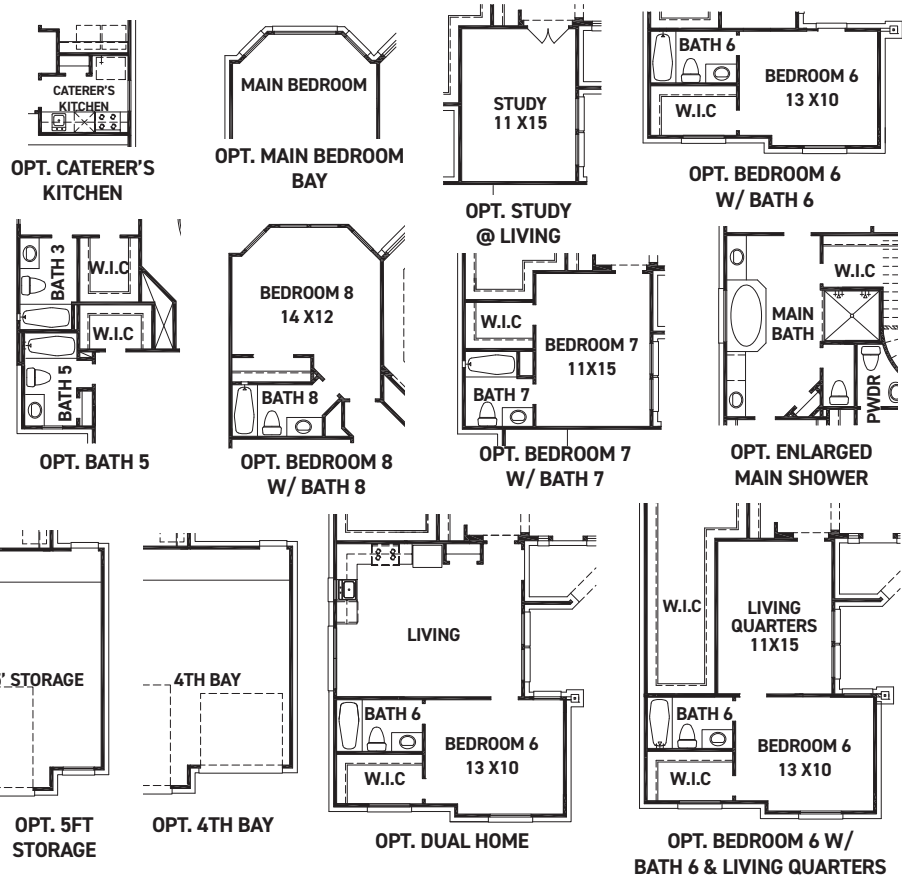 CATERER'S
KITCHEN
OPT. CATERER'S
KITCHEN
MAIN BEDROOM
OPT. MAIN BEDROOM
BAY
STUDY
11 X15
OPT. STUDY
@ LIVING
BATH 6
BEDROOM 6
13 X10
W.I.C
OPT. BEDROOM 6
W/ BATH 6
BATH 3
W.I.C
W.I.C
BATH 5
OPT. BATH 5
BEDROOM 8
14 X12
BATH 8
OPT. BEDROOM 8
W/ BATH 8
W.I.C
BEDROOM 7
11X15
BATH 7
OPT. BEDROOM 7
W/ BATH 7
W.I.C
MAIN
BATH
PWDR
OPT. ENLARGED
MAIN SHOWER
5' STORAGE
OPT. 5FT
STORAGE
4TH BAY
OPT. 4TH BAY
LIVING
BATH 6
BEDROOM 6
13 X10
W.I.C
OPT. DUAL HOME
W.I.C
LIVING
QUARTERS
11X15
BATH 6
BEDROOM 6
13 X10
W.I.C
OPT. BEDROOM 6 W/
BATH 6 & LIVING QUARTERS